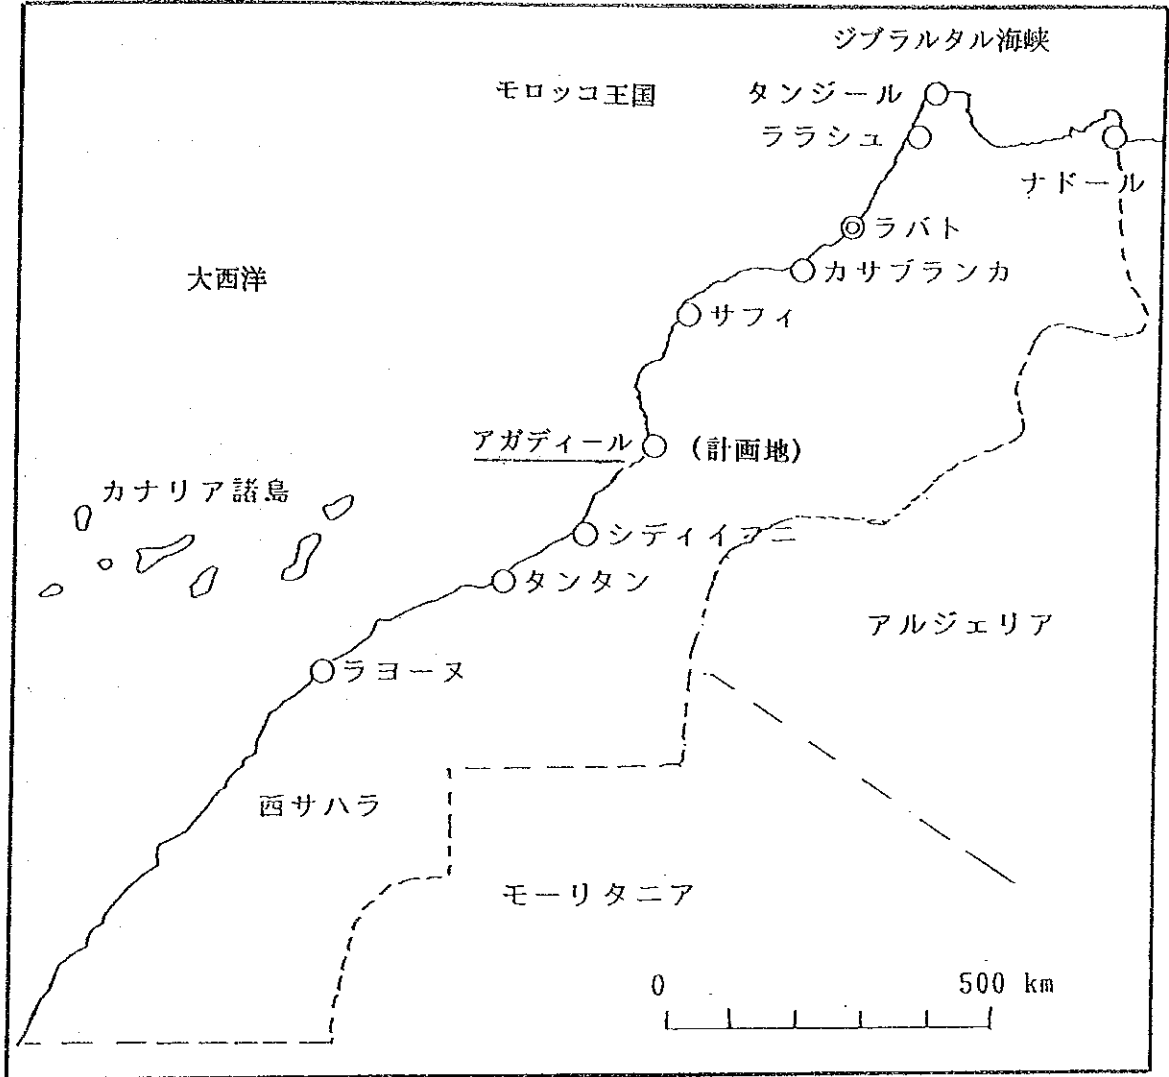 ジブラルタル海峡
モロッコ王国
タンジール
ララシュ
ナドール
ラバト
大西洋
カサブランカ
サフィ
アガディール
(計画地)
カナリア諸島
シディイフニ
タンタン
アルジェリア
ラヨーヌ
西サハラ
モーリタニア
0
500 km